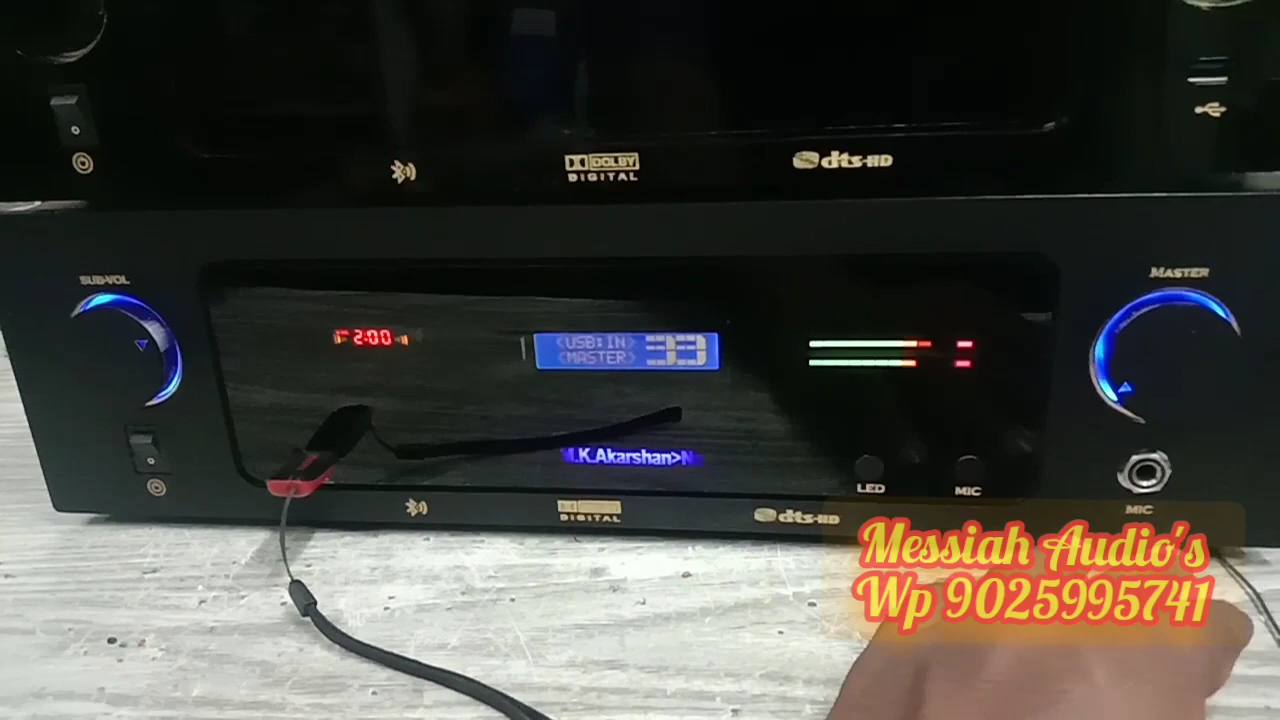 DOLBY
DIGITAL
dts-HD
SUB-VOL
MASTER
2:00
<USB:IN>
<MASTER>
33
.K.Akarshan>N
LED
MIC
MIC
DIGITAL
dts-HD
Messiah Audio's
Wp 9025995741